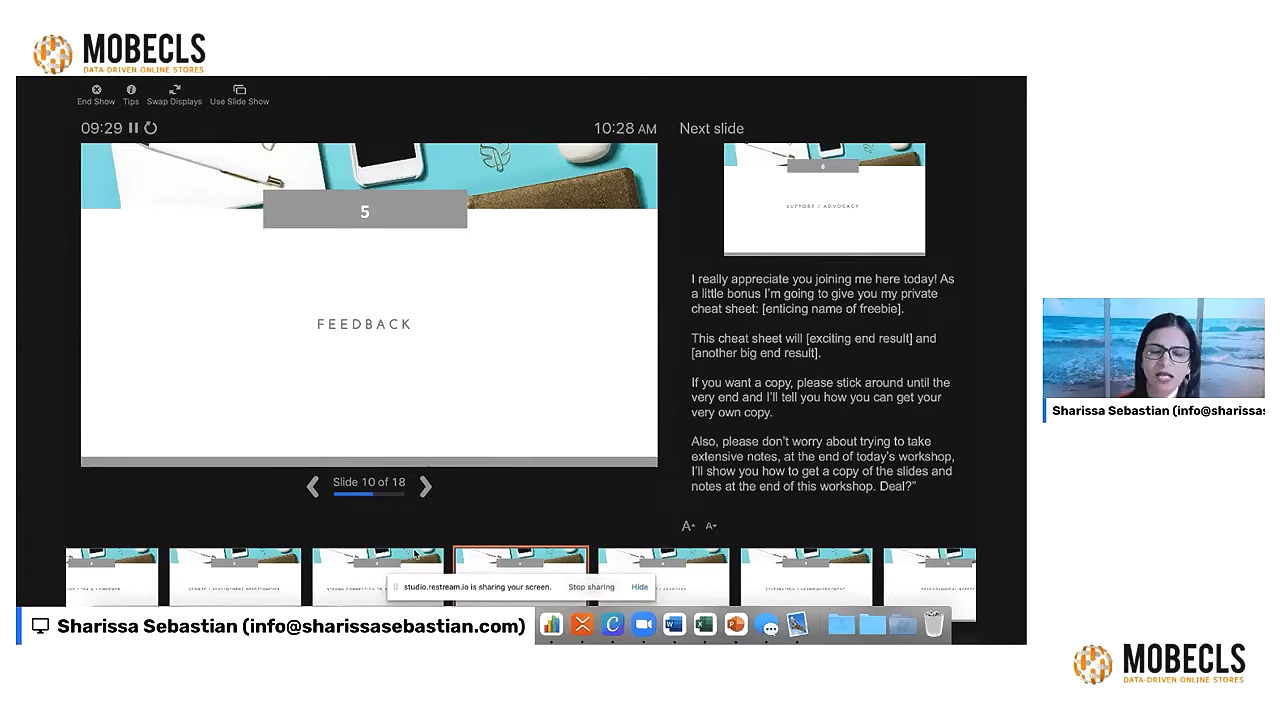 MOBECLS
DATA-DRIVEN ONLINE STORES
End Show
Tips
Swap Displays
Use Slide Show
09:29
10:28 AM
Next slide
5
FEEDBACK
6
SUPPORT / ADVOCACY
I really appreciate you joining me here today! As
a little bonus I'm going to give you my private
cheat sheet: [enticing name of freebie].
This cheat sheet will [exciting end result] and
[another big end result].
If you want a copy, please stick around until the
very end and I'll tell you how you can get your
very own copy.
Also, please don't worry about trying to take
extensive notes, at the end of today's workshop,
I'll show you how to get a copy of the slides and
notes at the end of this workshop. Deal?"
Slide 10 of 18
A A
studio.restream.io is sharing your screen.
Stop sharing
Hide
Sharissa Sebastian (info@sharissasebastian.com)
Sharissa Sebastian (info@sharissas
MOBECLS
DATA-DRIVEN ONLINE STORES